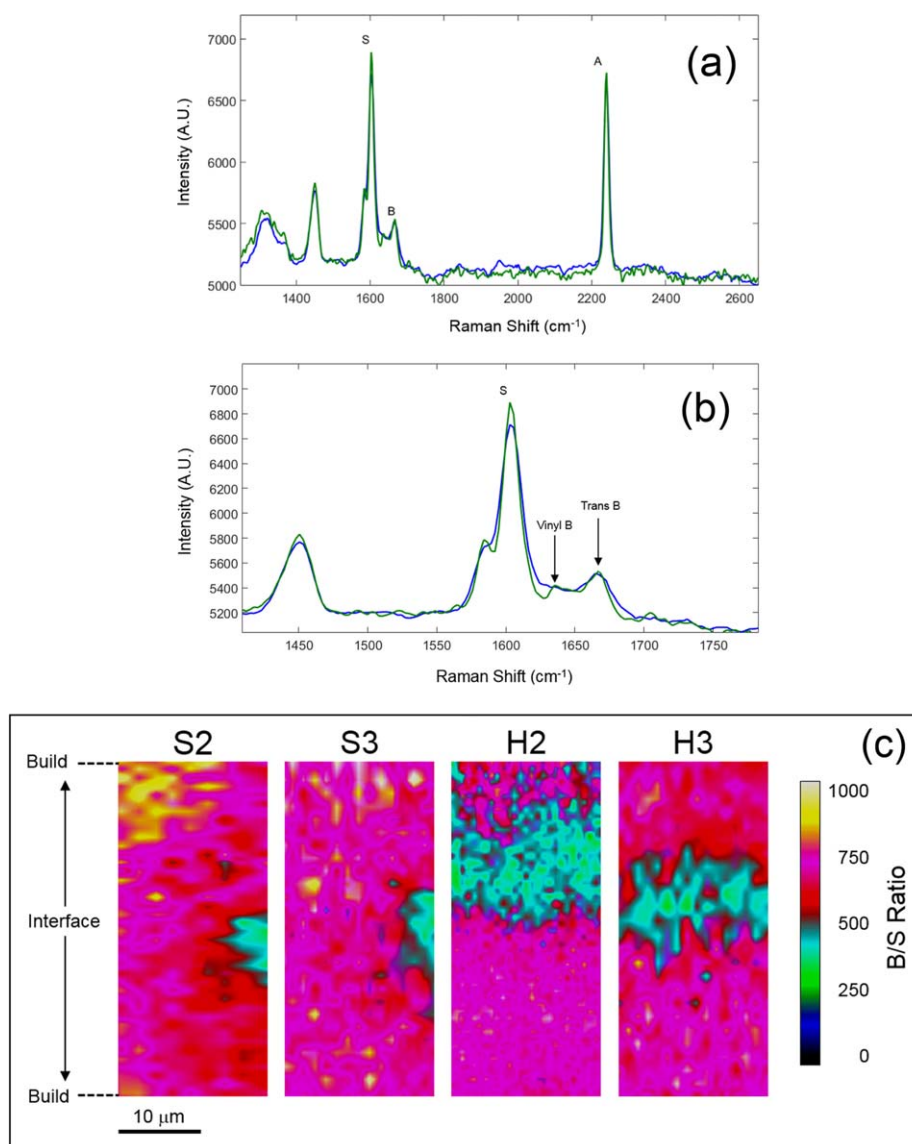 (a)
S
A
B
7000
6500
6000
5500
5000
Intensity (A.U.)
1400 1600 1800 2000 2200 2400 2600
Raman Shift (cm⁻¹)
(b)
S
Vinyl B
Trans B
7000
6800
6600
6400
6200
6000
5800
5600
5400
5200
Intensity (A.U.)
1450 1500 1550 1600 1650 1700 1750
Raman Shift (cm⁻¹)
S2 S3 H2 H3 (c)
Build
Interface
Build
10 μm
1000
750
500
250
0
B/S Ratio